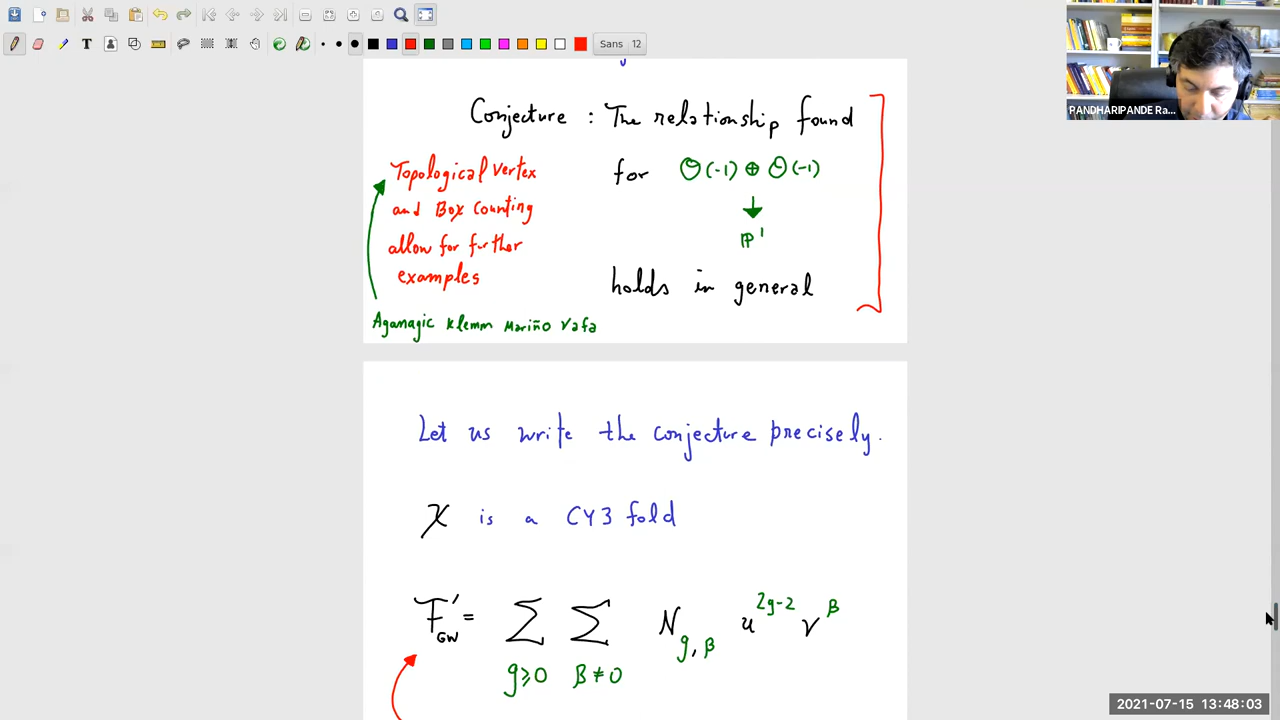 Sans 12
PANDHARIPANDE Ra...
Conjecture : The relationship found
for O(-1) ⊕ O(-1)
↓
ℙ¹
holds in general
Topological Vertex
and Box Counting
allow for further
examples
Aganagic Klemm Mariño Vafa
Let us write the conjecture precisely.
X is a CY3 fold
F'_GW = ∑_{g≥0} ∑_{β≠0} N_{g,β} u^{2g-2} v^β
2021-07-15 13:48:03